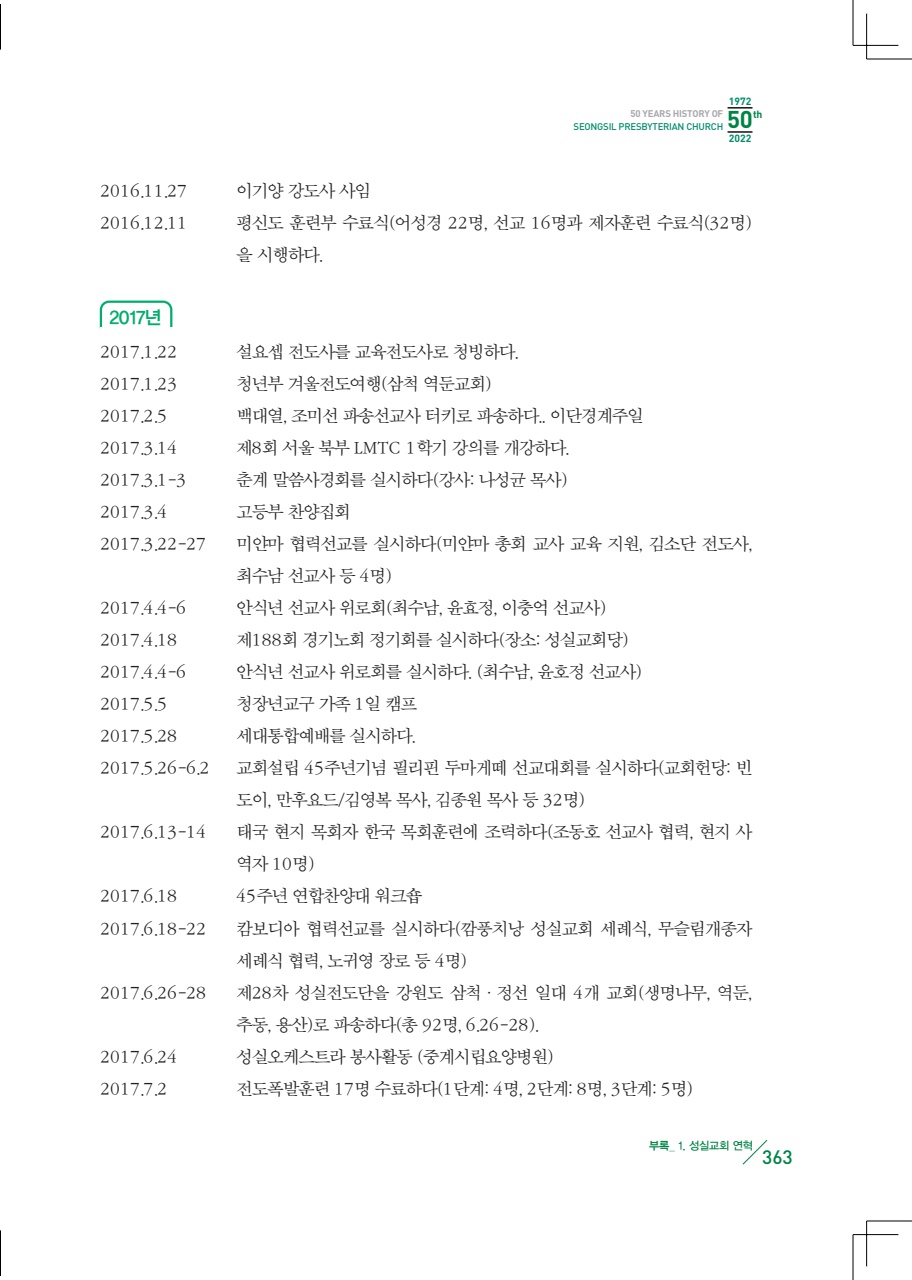 1972
50 YEARS HISTORY OF
SEONGSIL PRESBYTERIAN CHURCH
50th
2022
2016.11.27 이기양 강도사 사임
2016.12.11 평신도 훈련부 수료식(어성경 22명, 선교 16명과 제자훈련 수료식(32명)
을 시행하다.
2017년
2017.1.22 설요셉 전도사를 교육전도사로 청빙하다.
2017.1.23 청년부 겨울전도여행(삼척 역둔교회)
2017.2.5 백대열, 조미선 파송선교사 터키로 파송하다.. 이단경계주일
2017.3.14 제8회 서울 북부 LMTC 1학기 강의를 개강하다.
2017.3.1-3 춘계 말씀사경회를 실시하다(강사: 나성균 목사)
2017.3.4 고등부 찬양집회
2017.3.22-27 미얀마 협력선교를 실시하다(미얀마 총회 교사 교육 지원, 김소단 전도사,
최수남 선교사 등 4명)
2017.4.4-6 안식년 선교사 위로회(최수남, 윤효정, 이충억 선교사)
2017.4.18 제188회 경기노회 정기회를 실시하다(장소: 성실교회당)
2017.4.4-6 안식년 선교사 위로회를 실시하다. (최수남, 윤호정 선교사)
2017.5.5 청장년교구 가족 1일 캠프
2017.5.28 세대통합예배를 실시하다.
2017.5.26-6.2 교회설립 45주년기념 필리핀 두마게떼 선교대회를 실시하다(교회헌당: 빈
도이, 만후요드/김영복 목사, 김종원 목사 등 32명)
2017.6.13-14 태국 현지 목회자 한국 목회훈련에 조력하다(조동호 선교사 협력, 현지 사
역자 10명)
2017.6.18 45주년 연합찬양대 워크숍
2017.6.18-22 캄보디아 협력선교를 실시하다(깜퐁치낭 성실교회 세례식, 무슬림개종자
세례식 협력, 노귀영 장로 등 4명)
2017.6.26-28 제28차 성실전도단을 강원도 삼척 · 정선 일대 4개 교회(생명나무, 역둔,
추동, 용산)로 파송하다(총 92명, 6.26-28).
2017.6.24 성실오케스트라 봉사활동 (중계시립요양병원)
2017.7.2 전도폭발훈련 17명 수료하다(1단계: 4명, 2단계: 8명, 3단계: 5명)
부록_ 1. 성실교회 연혁 363